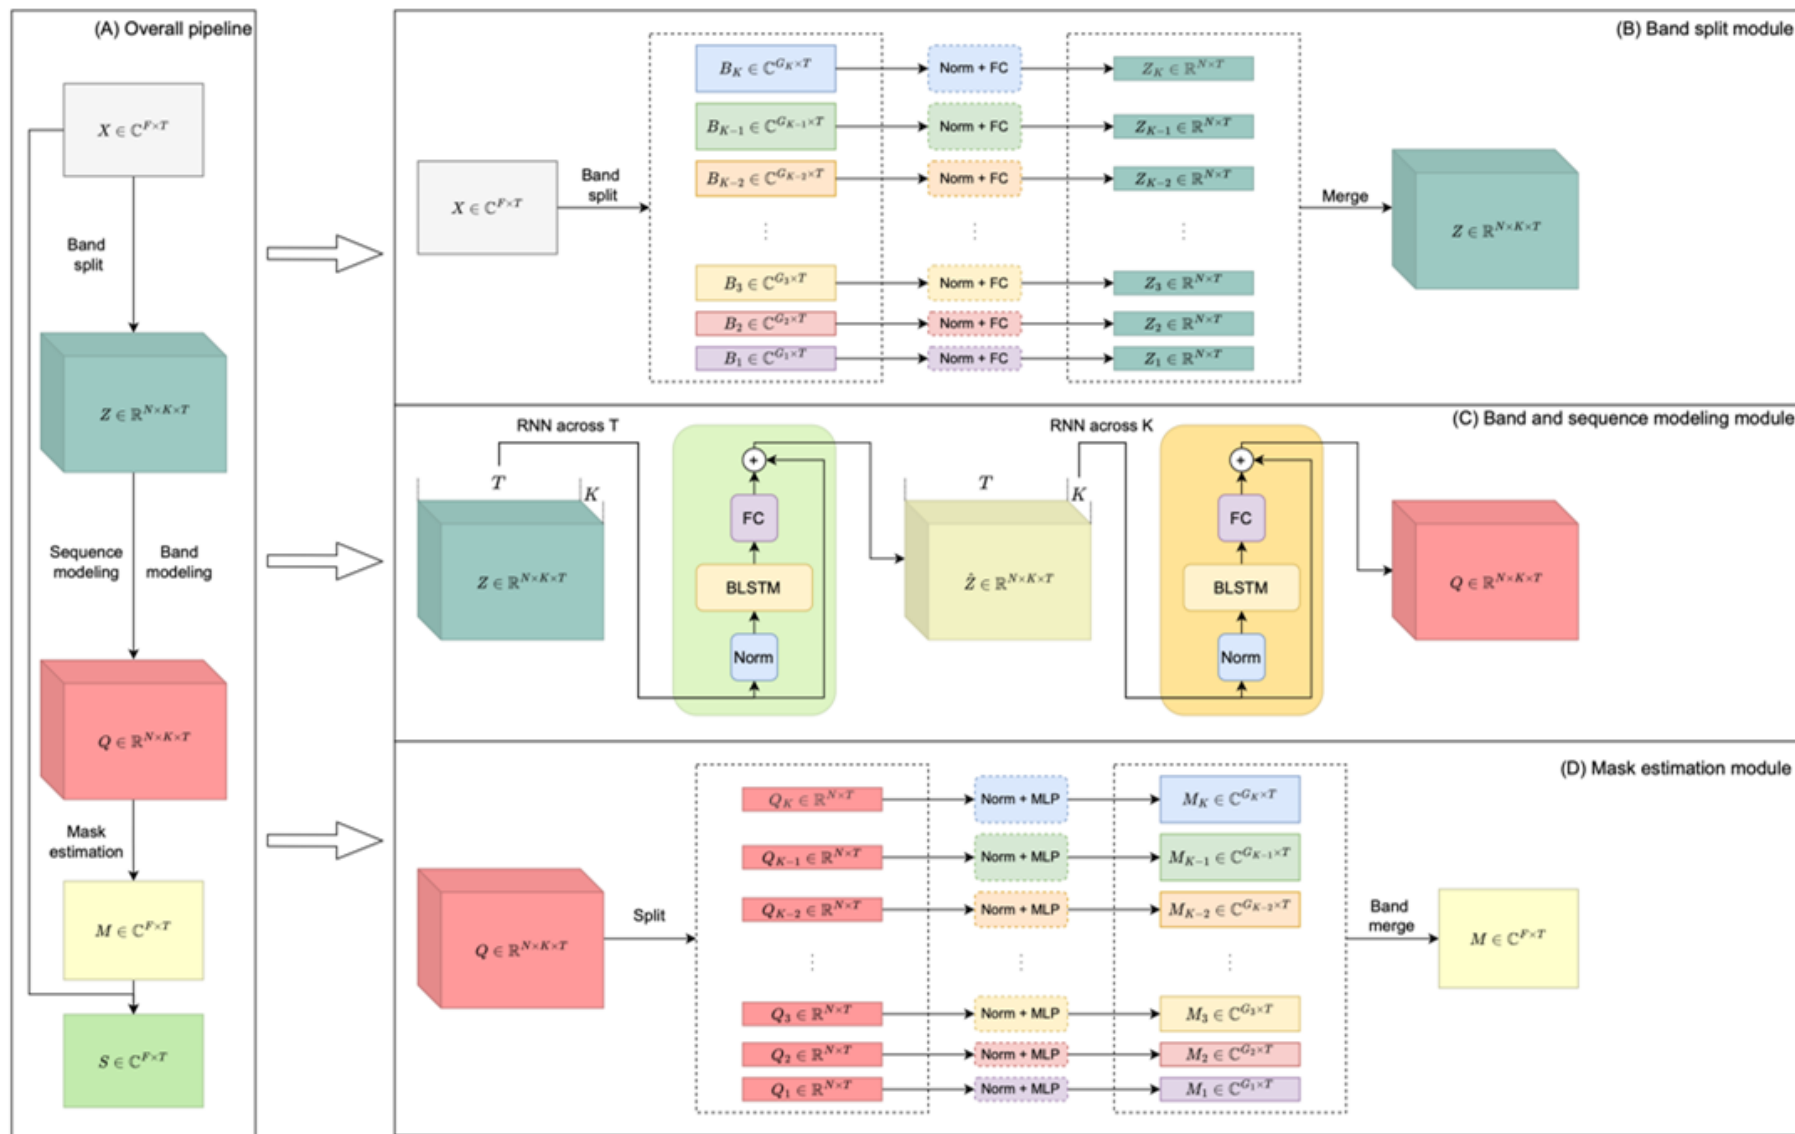 (A) Overall pipeline
X ∈ ℂ^{F×T}
Band
split
Z ∈ ℝ^{N×K×T}
Sequence
modeling
Band
modeling
Q ∈ ℝ^{N×K×T}
Mask
estimation
M ∈ ℂ^{F×T}
S ∈ ℂ^{F×T}
(B) Band split module
X ∈ ℂ^{F×T}
Band
split
B_K ∈ ℂ^{G_K×T} Norm + FC Z_K ∈ ℝ^{N×T}
B_{K−1} ∈ ℂ^{G_{K−1}×T} Norm + FC Z_{K−1} ∈ ℝ^{N×T}
B_{K−2} ∈ ℂ^{G_{K−2}×T} Norm + FC Z_{K−2} ∈ ℝ^{N×T}
⋮ ⋮ ⋮
B_3 ∈ ℂ^{G_3×T} Norm + FC Z_3 ∈ ℝ^{N×T}
B_2 ∈ ℂ^{G_2×T} Norm + FC Z_2 ∈ ℝ^{N×T}
B_1 ∈ ℂ^{G_1×T} Norm + FC Z_1 ∈ ℝ^{N×T}
Merge
Z ∈ ℝ^{N×K×T}
(C) Band and sequence modeling module
RNN across T
T
K
Z ∈ ℝ^{N×K×T}
+
FC
BLSTM
Norm
RNN across K
T
K
Ẑ ∈ ℝ^{N×K×T}
+
FC
BLSTM
Norm
Q ∈ ℝ^{N×K×T}
(D) Mask estimation module
Q ∈ ℝ^{N×K×T}
Split
Q_K ∈ ℝ^{N×T} Norm + MLP M_K ∈ ℂ^{G_K×T}
Q_{K−1} ∈ ℝ^{N×T} Norm + MLP M_{K−1} ∈ ℂ^{G_{K−1}×T}
Q_{K−2} ∈ ℝ^{N×T} Norm + MLP M_{K−2} ∈ ℂ^{G_{K−2}×T}
⋮ ⋮ ⋮
Q_3 ∈ ℝ^{N×T} Norm + MLP M_3 ∈ ℂ^{G_3×T}
Q_2 ∈ ℝ^{N×T} Norm + MLP M_2 ∈ ℂ^{G_2×T}
Q_1 ∈ ℝ^{N×T} Norm + MLP M_1 ∈ ℂ^{G_1×T}
Band
merge
M ∈ ℂ^{F×T}